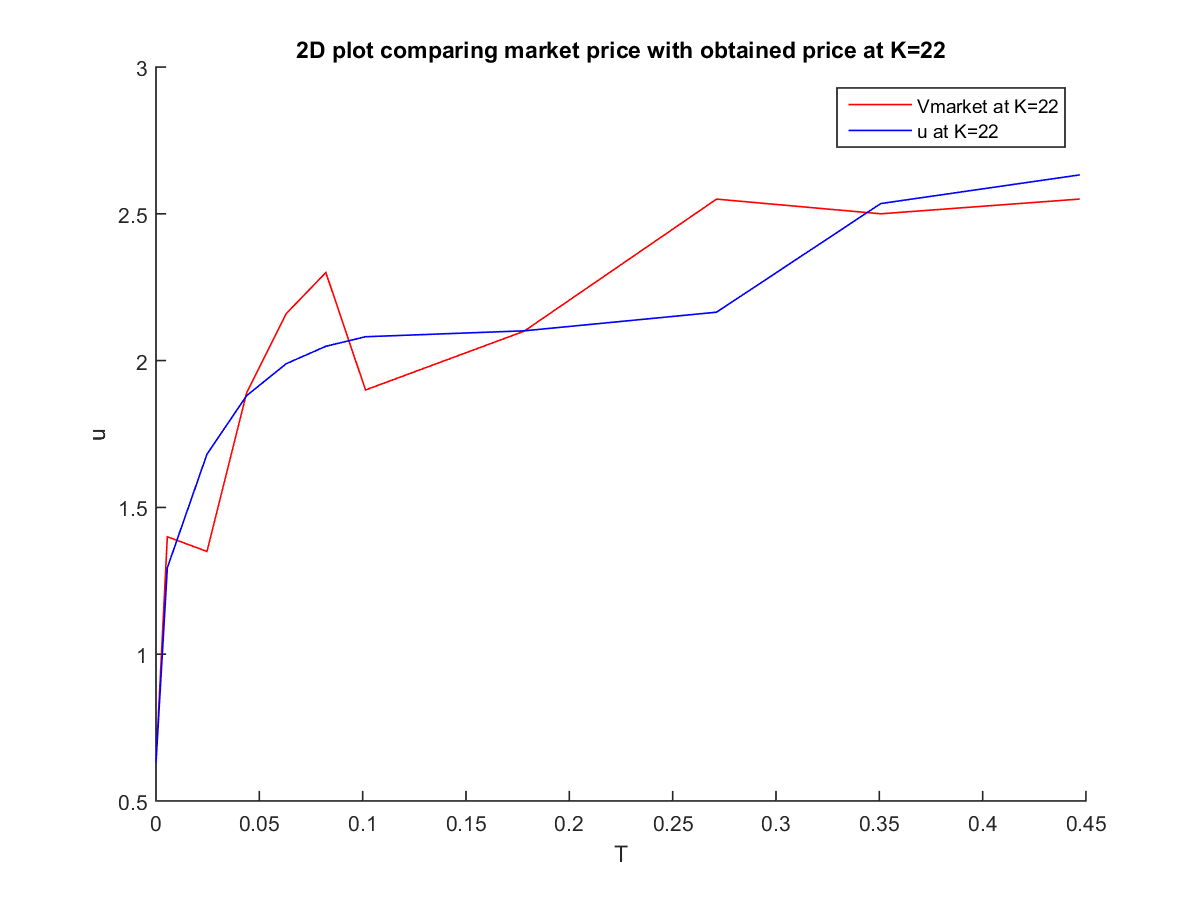 2D plot comparing market price with obtained price at K=22
Vmarket at K=22
u at K=22
3
2.5
2
1.5
1
0.5
u
0 0.05 0.1 0.15 0.2 0.25 0.3 0.35 0.4 0.45
T